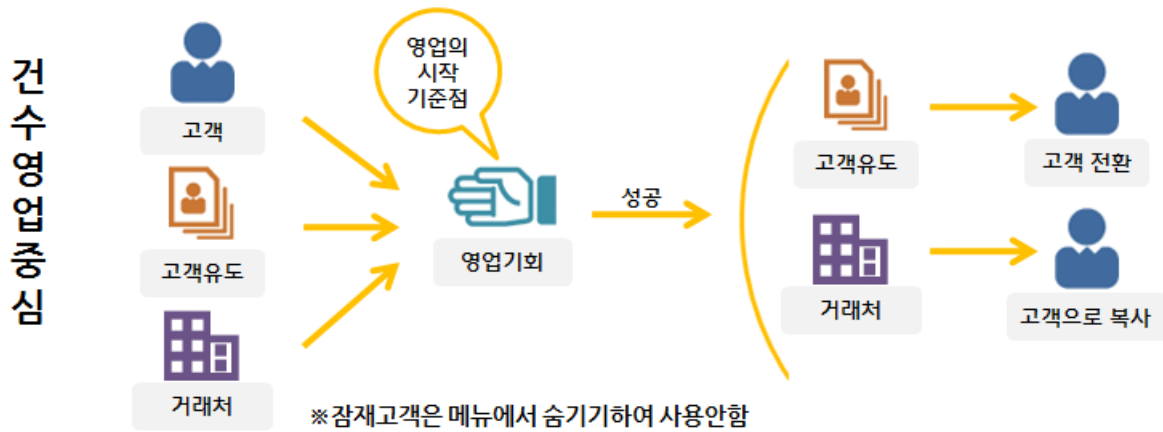 건수영업중심
영업의
시작
기준점
고객
고객유도
거래처
영업기회
성공
고객유도
고객 전환
거래처
고객으로 복사
※잠재고객은 메뉴에서 숨기기하여 사용안함